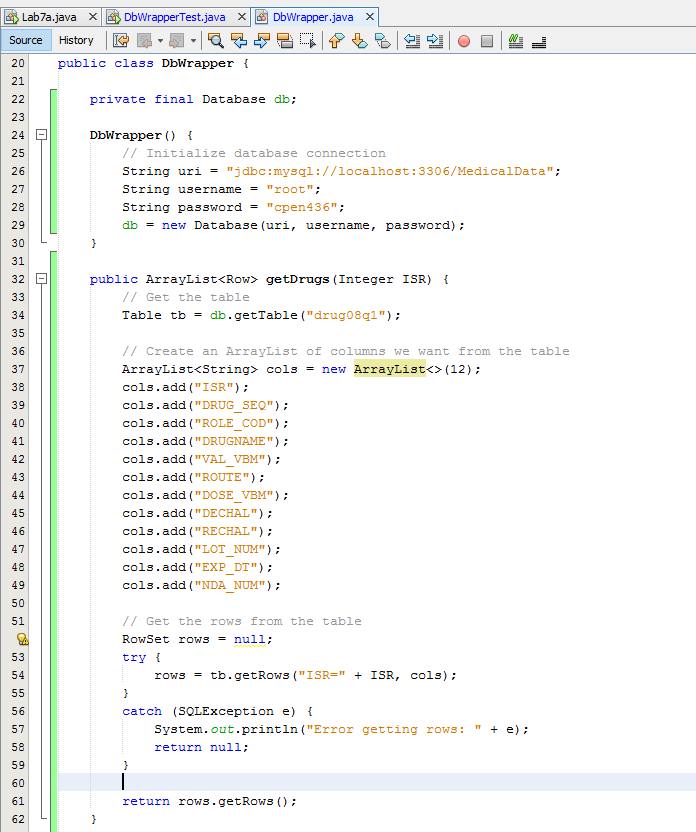 Lab7a.java DbWrapperTest.java DbWrapper.java
Source History
20 public class DbWrapper {
21
22     private final Database db;
23
24     DbWrapper() {
25         // Initialize database connection
26         String uri = "jdbc:mysql://localhost:3306/MedicalData";
27         String username = "root";
28         String password = "cpen436";
29         db = new Database(uri, username, password);
30     }
31
32     public ArrayList<Row> getDrugs(Integer ISR) {
33         // Get the table
34         Table tb = db.getTable("drug08q1");
35
36         // Create an ArrayList of columns we want from the table
37         ArrayList<String> cols = new ArrayList<>(12);
38         cols.add("ISR");
39         cols.add("DRUG_SEQ");
40         cols.add("ROLE_COD");
41         cols.add("DRUGNAME");
42         cols.add("VAL_VBM");
43         cols.add("ROUTE");
44         cols.add("DOSE_VBM");
45         cols.add("DECHAL");
46         cols.add("RECHAL");
47         cols.add("LOT_NUM");
48         cols.add("EXP_DT");
49         cols.add("NDA_NUM");
50
51         // Get the rows from the table
        RowSet rows = null;
53         try {
54             rows = tb.getRows("ISR=" + ISR, cols);
55         }
56         catch (SQLException e) {
57             System.out.println("Error getting rows: " + e);
58             return null;
59         }
60
61         return rows.getRows();
62     }